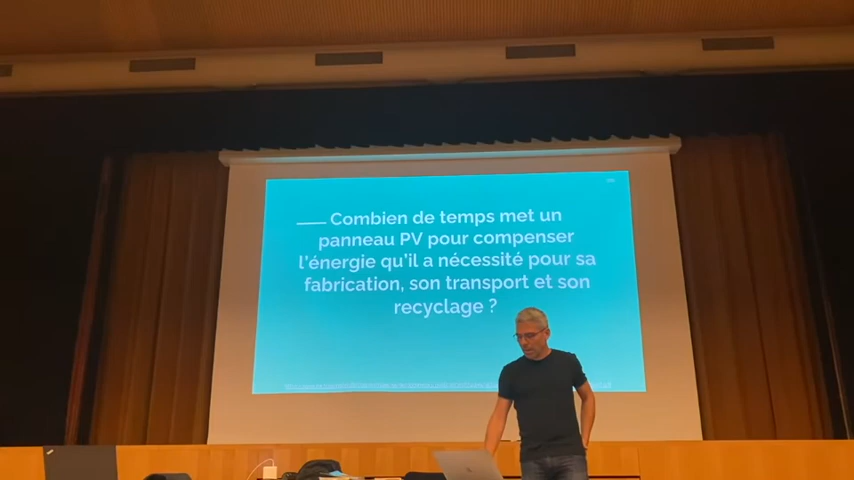 Combien de temps met un
panneau PV pour compenser
l'énergie qu'il a nécessité pour sa
fabrication, son transport et son
recyclage ?